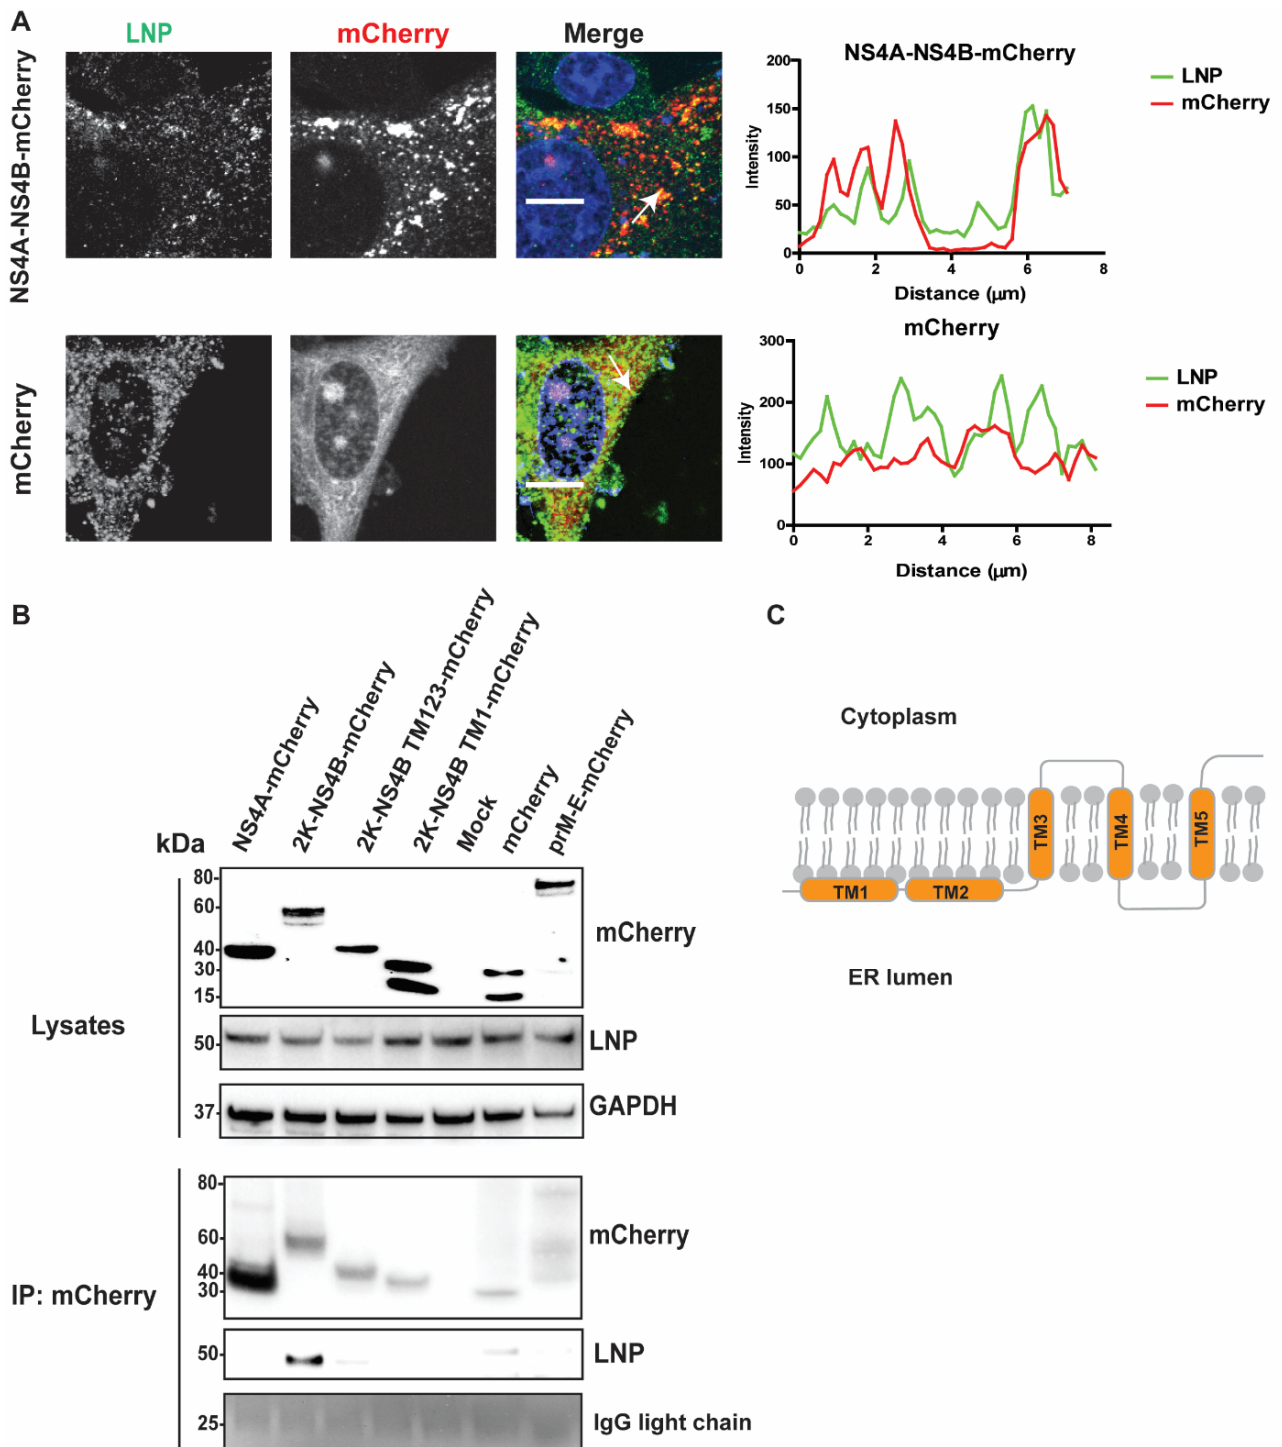 A
LNP
mCherry
Merge
NS4A-NS4B-mCherry
NS4A-NS4B-mCherry
LNP
mCherry
Intensity
200
150
100
50
0
0 2 4 6 8
Distance (µm)
mCherry
mCherry
LNP
mCherry
Intensity
300
200
100
0
0 2 4 6 8
Distance (µm)
B
NS4A-mCherry
2K-NS4B-mCherry
2K-NS4B TM123-mCherry
2K-NS4B TM1-mCherry
Mock
mCherry
prM-E-mCherry
kDa
80
60
40
30
15
mCherry
Lysates
50
LNP
37
GAPDH
80
60
40
30
mCherry
IP: mCherry
50
LNP
25
IgG light chain
C
Cytoplasm
TM1
TM2
TM3
TM4
TM5
ER lumen